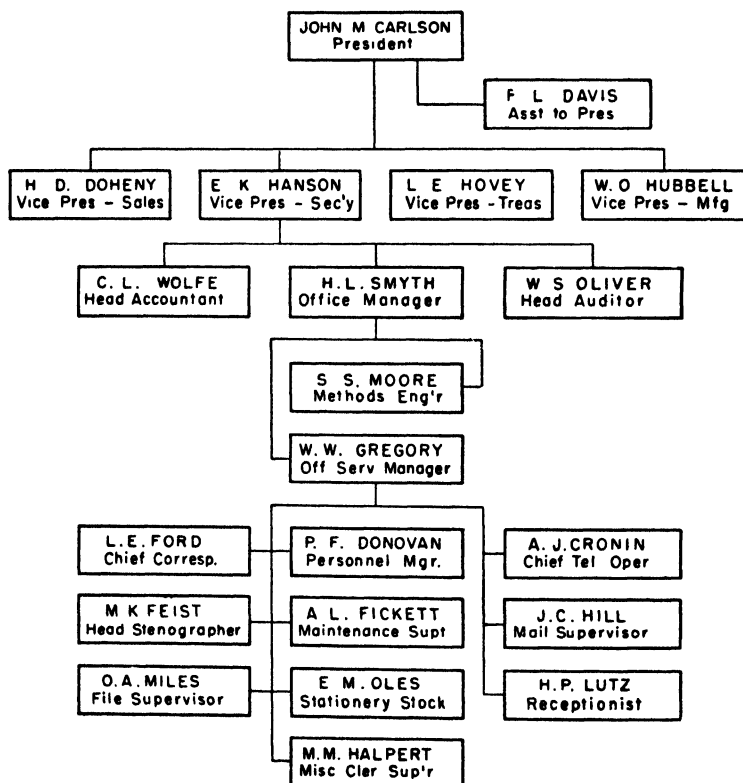 JOHN M CARLSON
President
F L DAVIS
Asst to Pres
H D. DOHENY
Vice Pres - Sales
E K HANSON
Vice Pres - Sec'y
L E HOVEY
Vice Pres - Treas
W. O HUBBELL
Vice Pres - Mfg
C. L. WOLFE
Head Accountant
H. L. SMYTH
Office Manager
W S OLIVER
Head Auditor
S S. MOORE
Methods Eng'r
W. W. GREGORY
Off Serv Manager
L. E. FORD
Chief Corresp.
P. F. DONOVAN
Personnel Mgr.
A. J. CRONIN
Chief Tel Oper
M K FEIST
Head Stenographer
A L. FICKETT
Maintenance Supt
J. C. HILL
Mail Supervisor
O. A. MILES
File Supervisor
E M. OLES
Stationery Stock
H. P. LUTZ
Receptionist
M. M. HALPERT
Misc Cler Sup'r